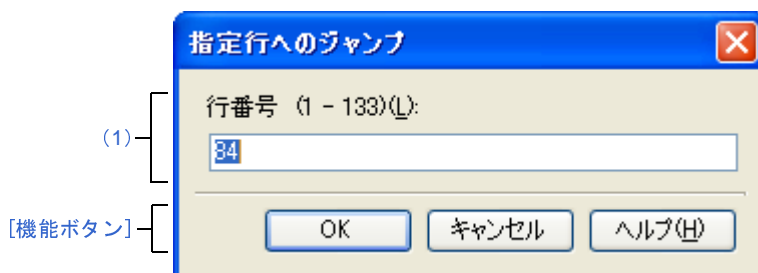 指定行へのジャンプ
行番号 (1 - 133)(L):
(1)
84
[機能ボタン]
OK キャンセル ヘルプ(H)